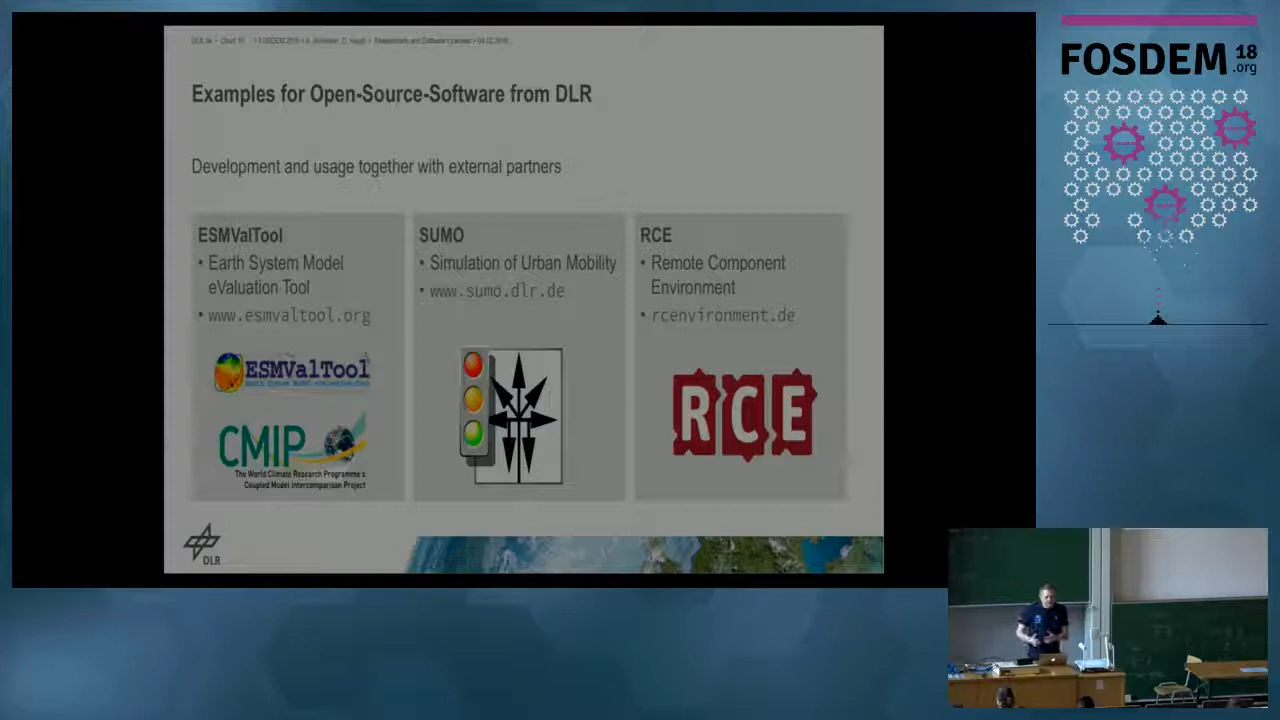 Examples for Open-Source-Software from DLR
Development and usage together with external partners
ESMValTool
• Earth System Model
eValuation Tool
• www.esmvaltool.org
ESMValTool
CMIP
The World Climate Research Programme's
Coupled Model Intercomparison Project
SUMO
• Simulation of Urban Mobility
• www.sumo.dlr.de
RCE
• Remote Component
Environment
• rcenvironment.de
RCE
DLR
FOSDEM 18
.org